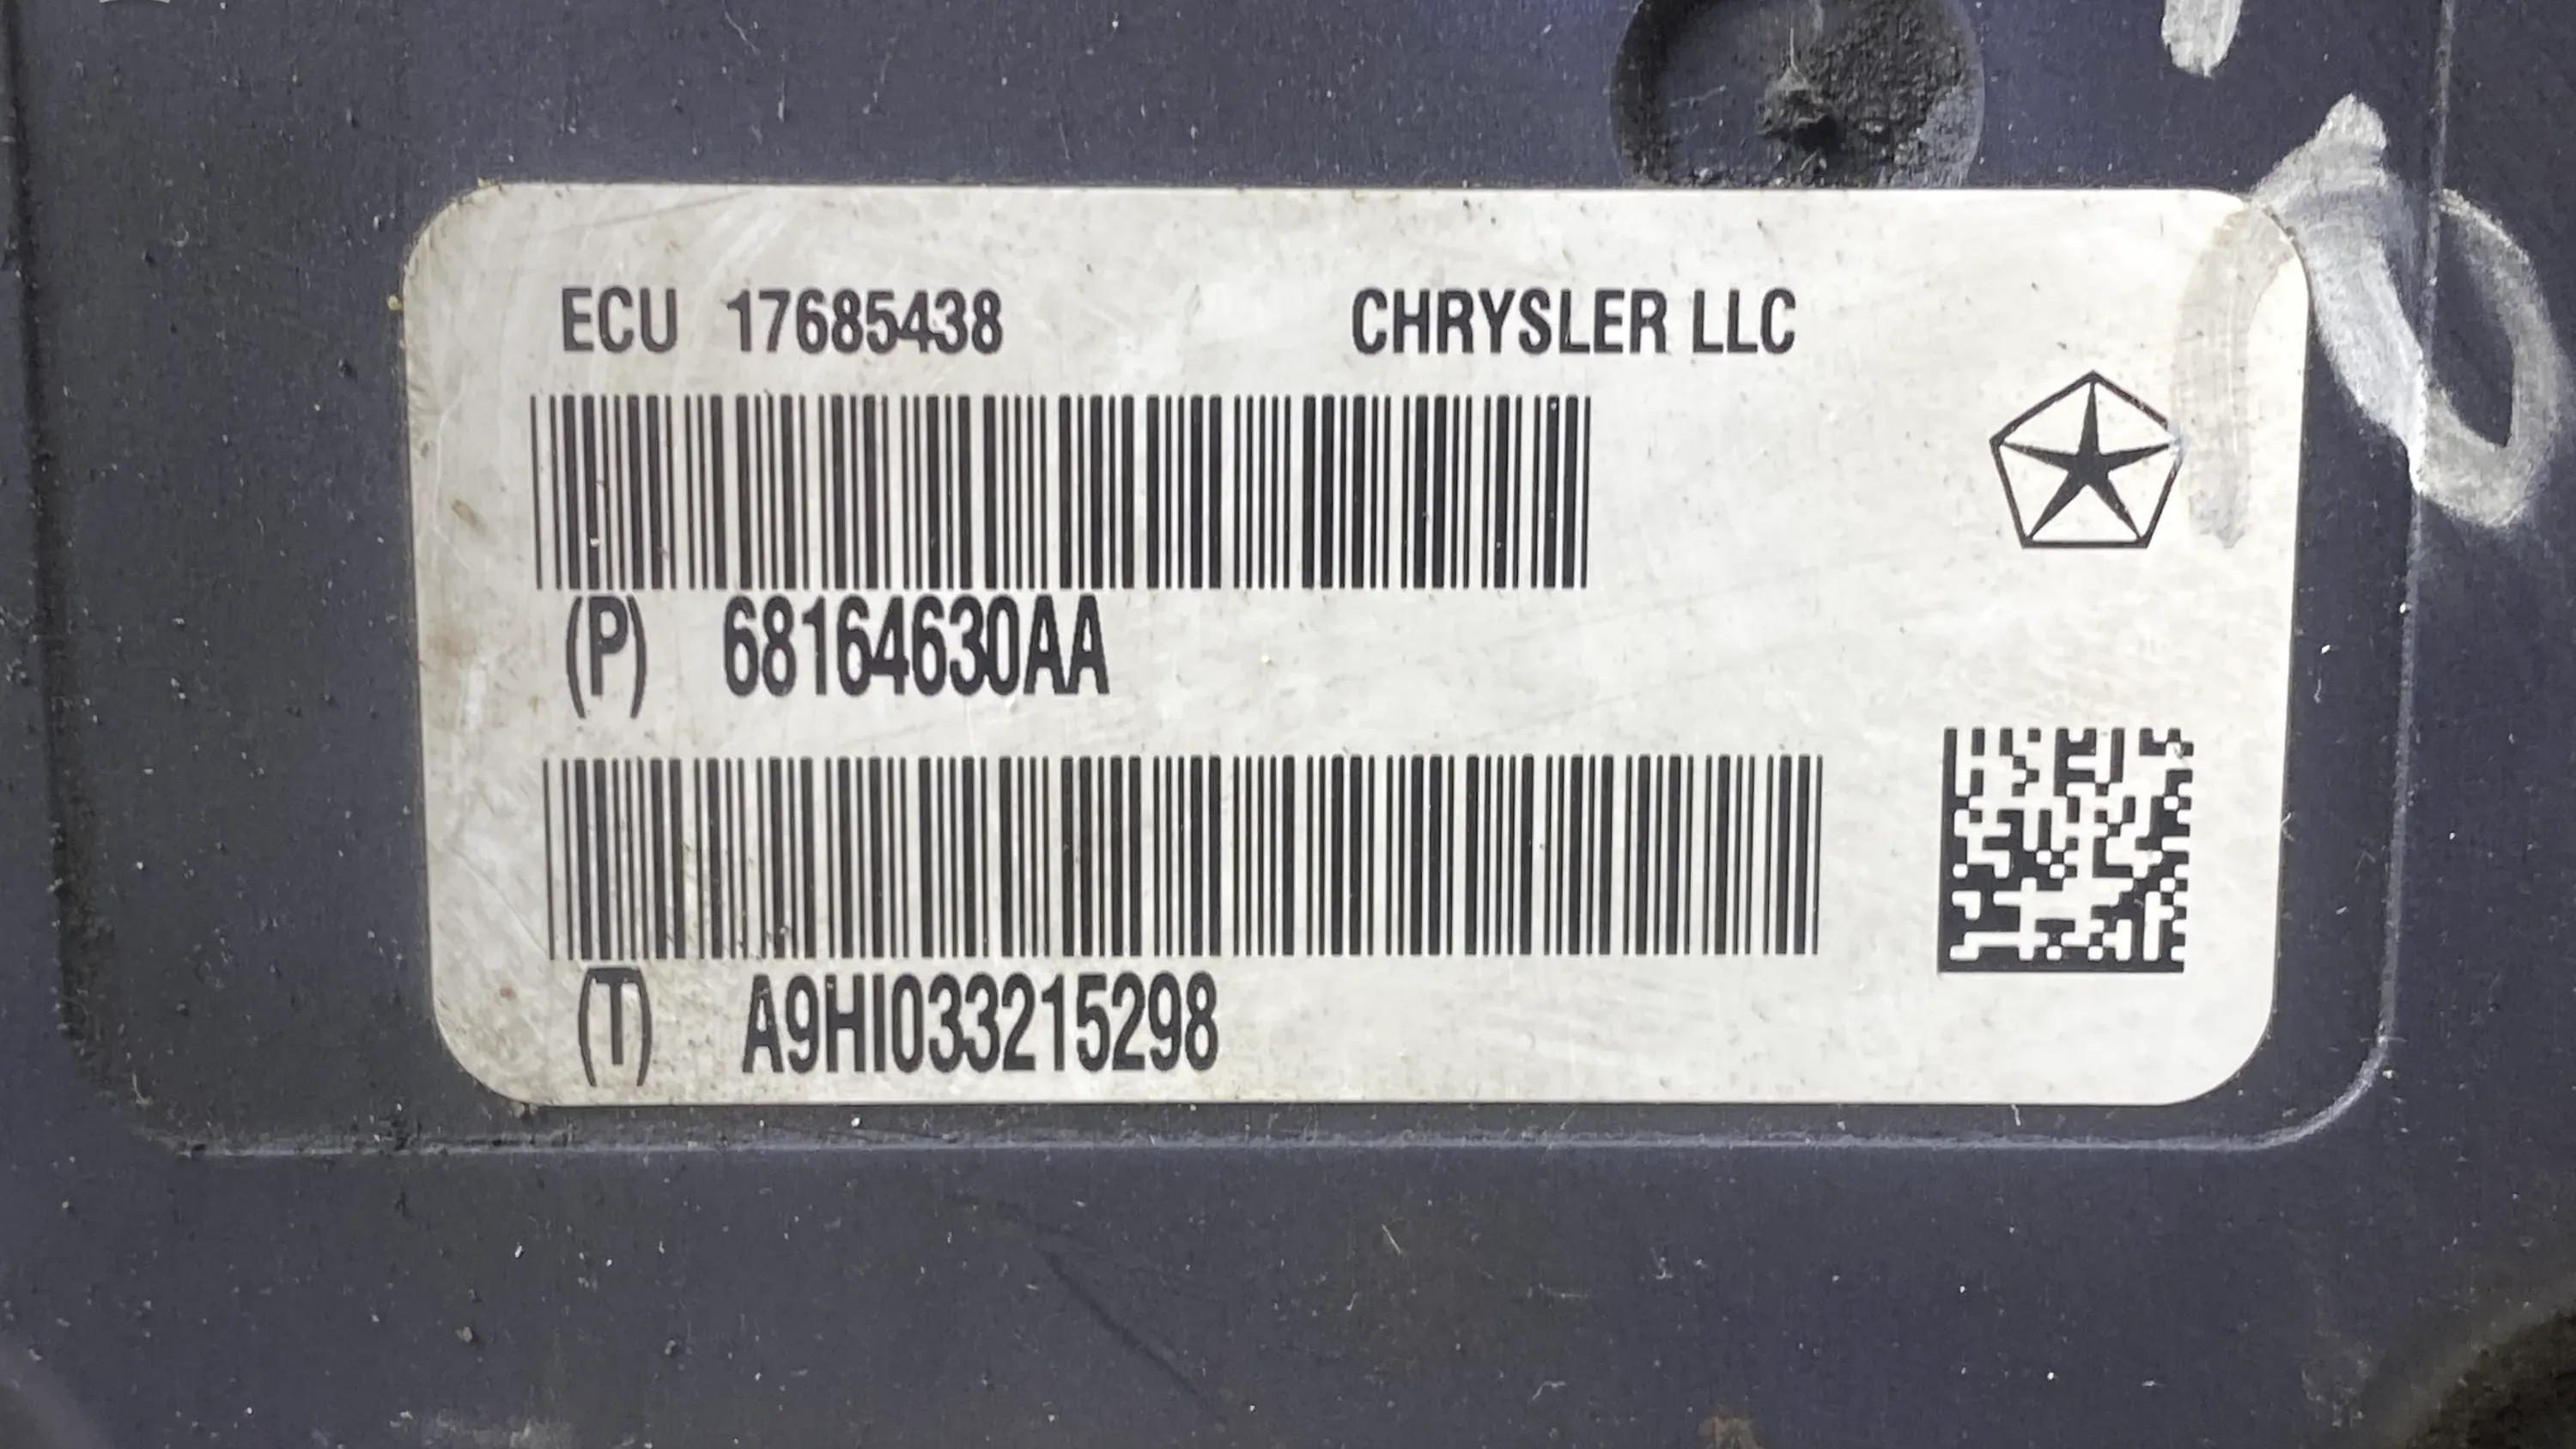 ECU 17685438 CHRYSLER LLC
(P) 68164630AA
(T) A9HI033215298